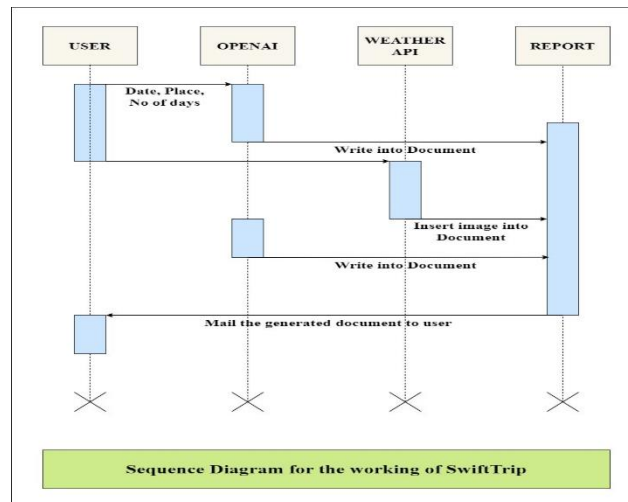 USER
OPENAI
WEATHER
API
REPORT
Date, Place,
No of days
Write into Document
Insert image into
Document
Write into Document
Mail the generated document to user
Sequence Diagram for the working of SwiftTrip